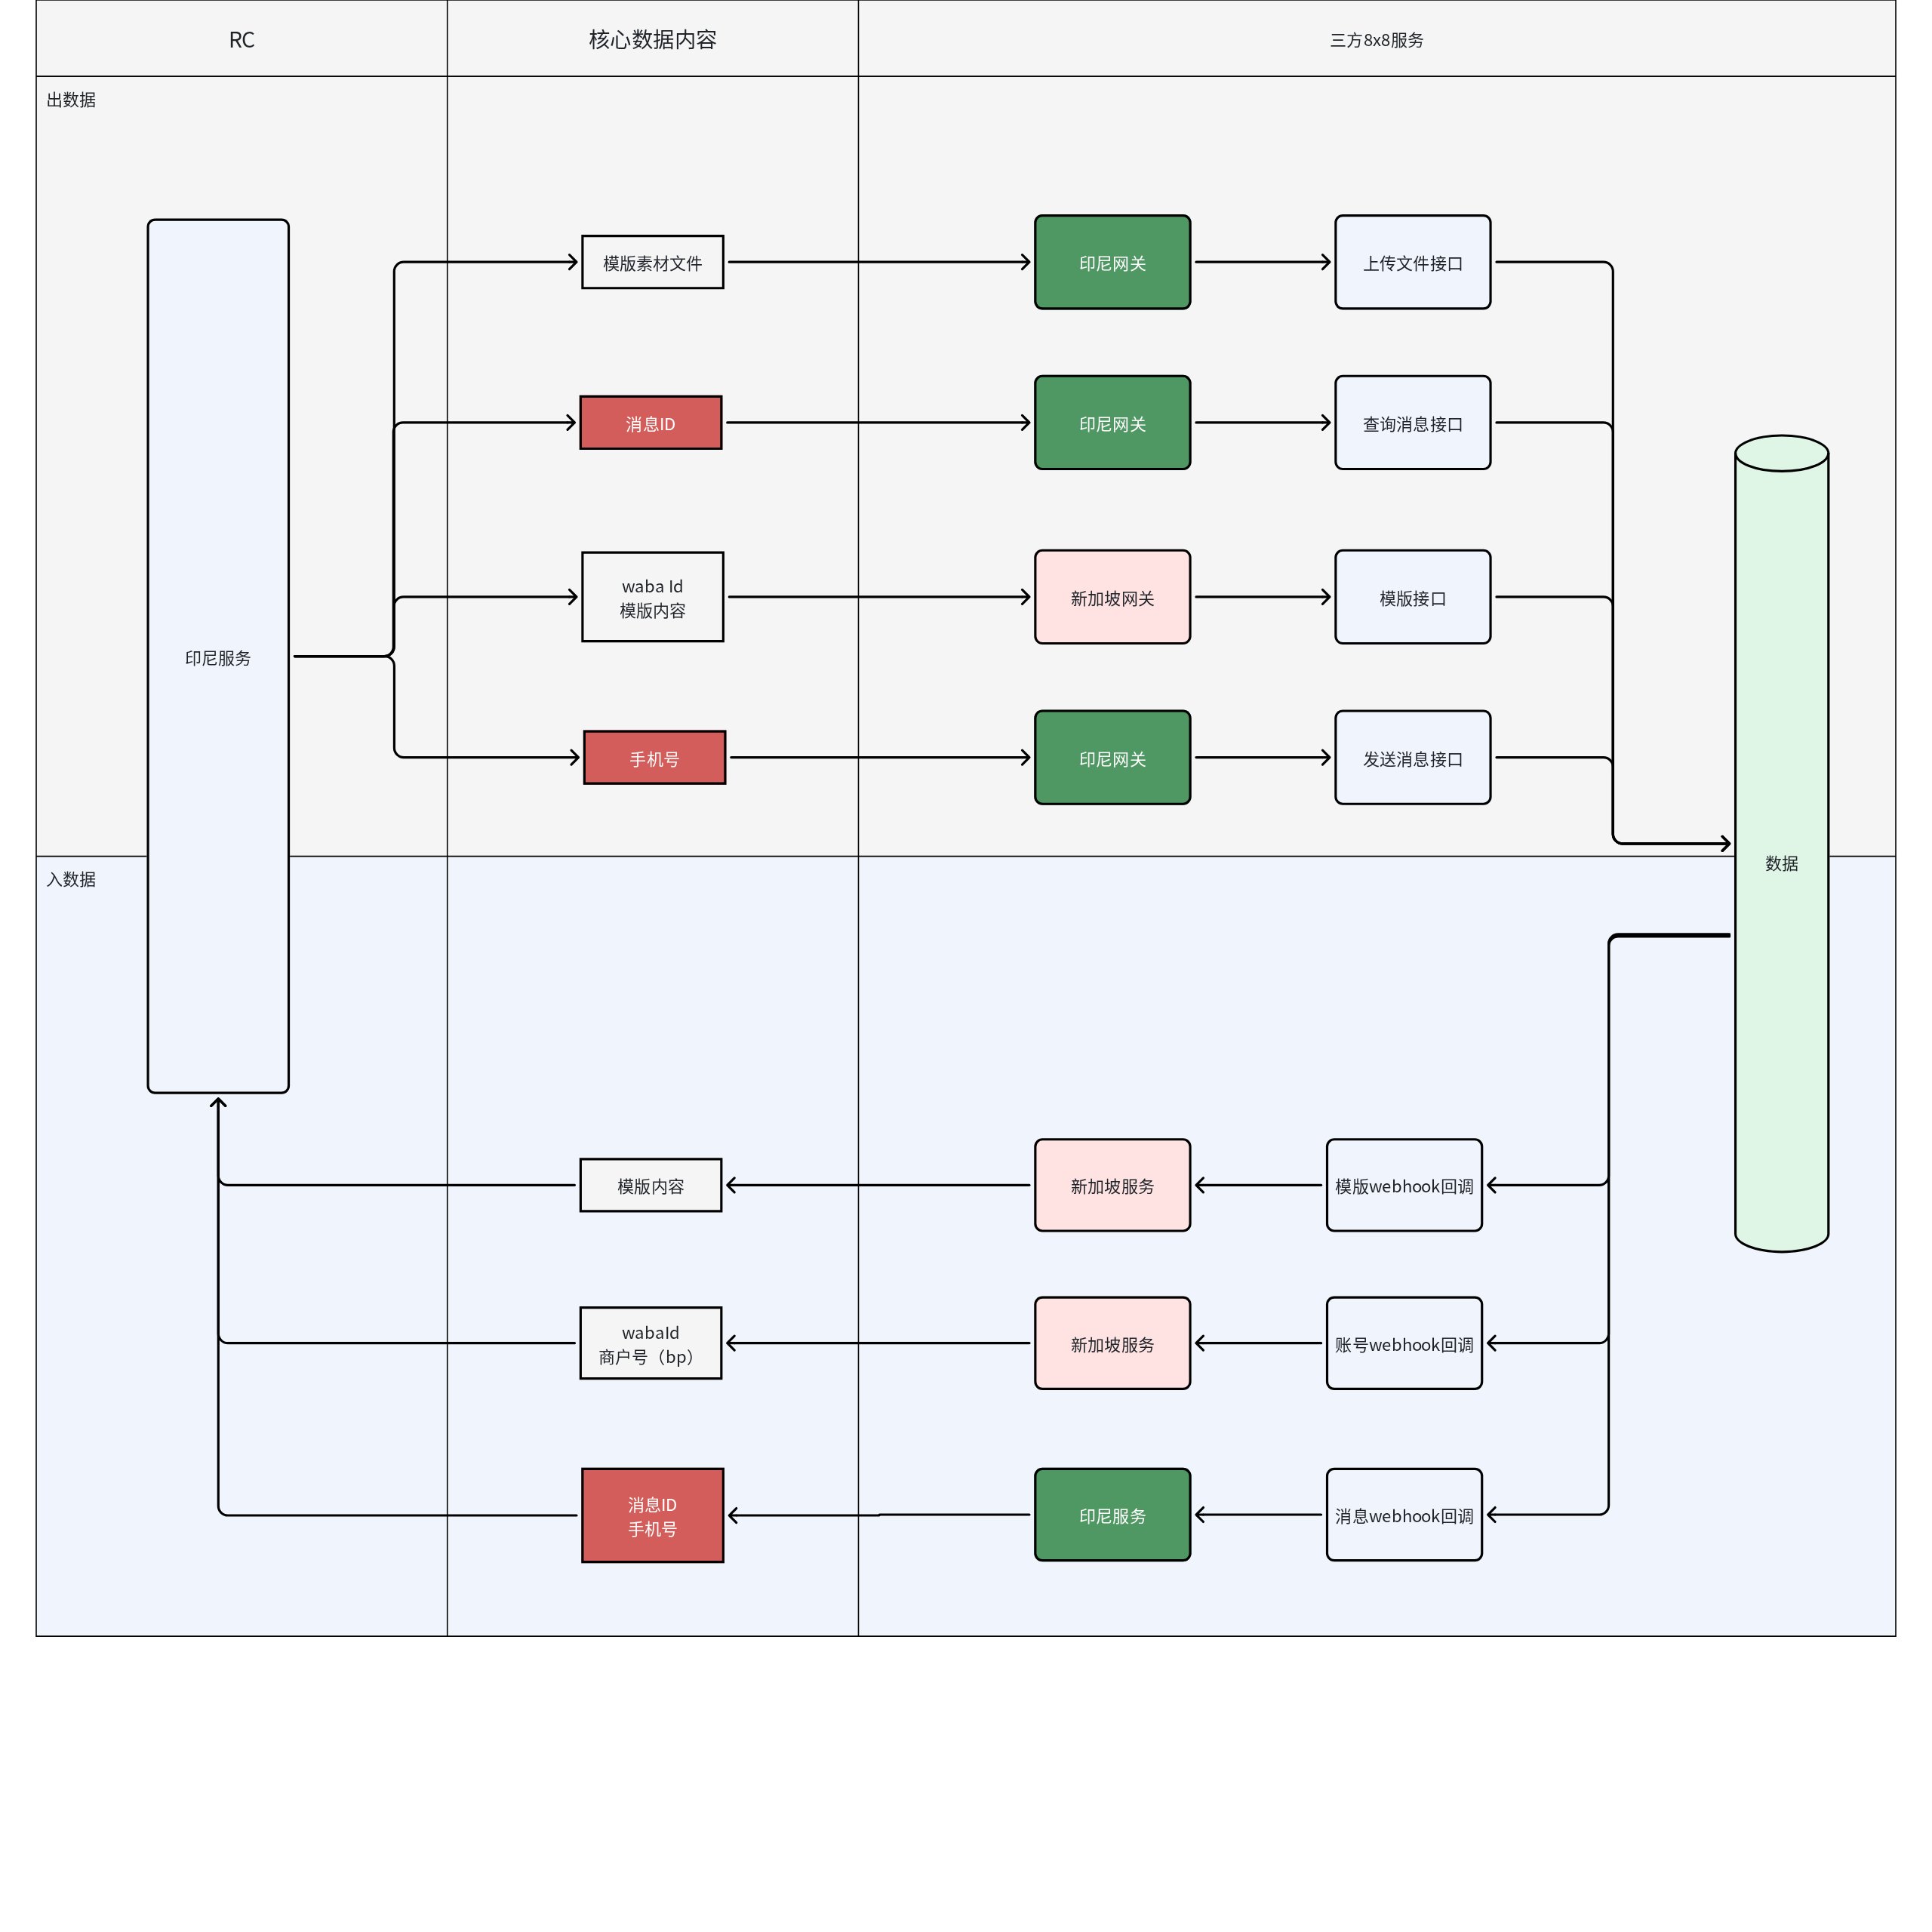 RC
核心数据内容
三方8x8服务
出数据
模版素材文件
印尼网关
上传文件接口
消息ID
印尼网关
查询消息接口
waba Id
模版内容
新加坡网关
模版接口
印尼服务
手机号
印尼网关
发送消息接口
数据
入数据
模版内容
新加坡服务
模版webhook回调
wabaId
商户号（bp）
新加坡服务
账号webhook回调
消息ID
手机号
印尼服务
消息webhook回调